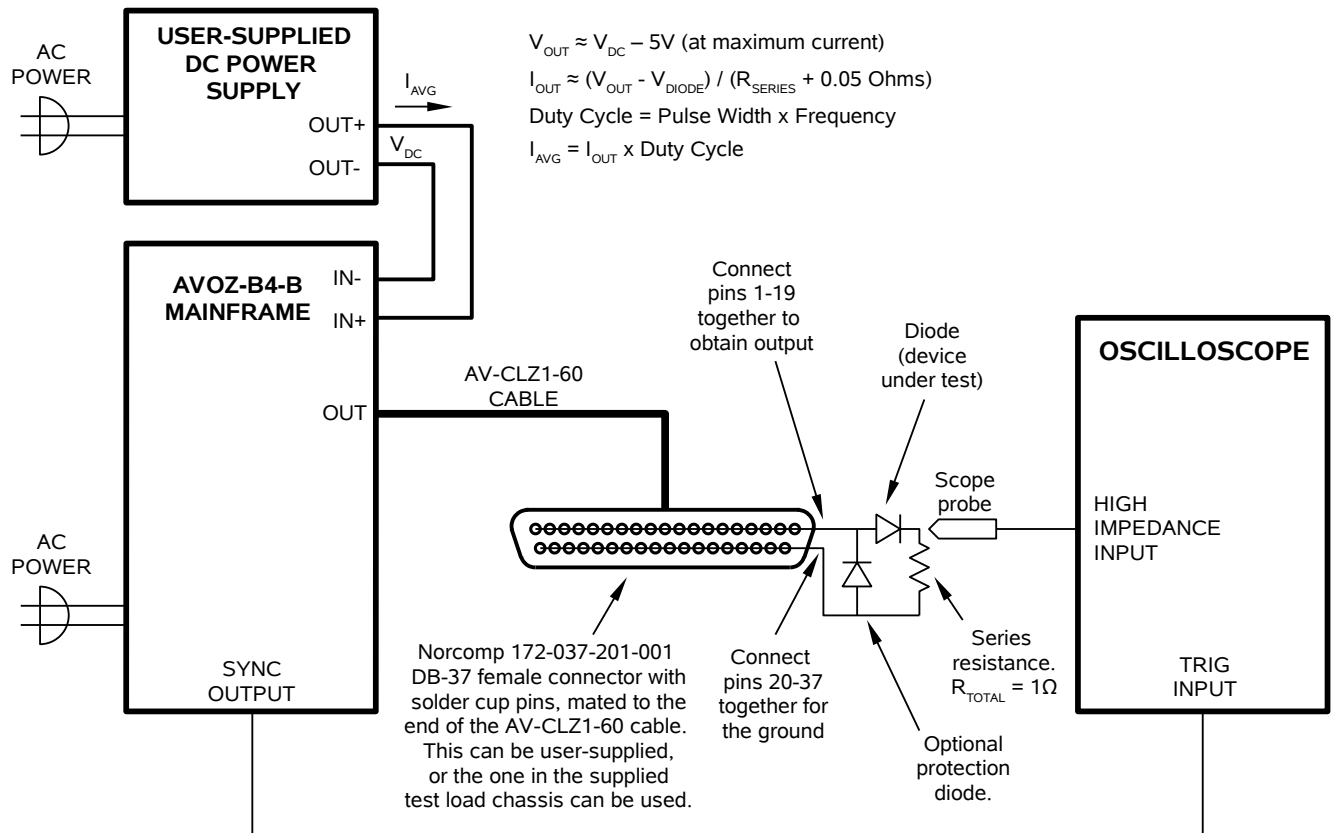 AC
POWER
USER-SUPPLIED
DC POWER
SUPPLY
OUT+
OUT-
I_AVG
V_DC
V_OUT ≈ V_DC – 5V (at maximum current)
I_OUT ≈ (V_OUT - V_DIODE) / (R_SERIES + 0.05 Ohms)
Duty Cycle = Pulse Width x Frequency
I_AVG = I_OUT x Duty Cycle
AVOZ-B4-B
MAINFRAME
IN-
IN+
OUT
AC
POWER
SYNC
OUTPUT
AV-CLZ1-60
CABLE
Connect
pins 1-19
together to
obtain output
Diode
(device
under test)
Scope
probe
OSCILLOSCOPE
HIGH
IMPEDANCE
INPUT
TRIG
INPUT
Norcomp 172-037-201-001
DB-37 female connector with
solder cup pins, mated to the
end of the AV-CLZ1-60 cable.
This can be user-supplied,
or the one in the supplied
test load chassis can be used.
Connect
pins 20-37
together for
the ground
Series
resistance.
R_TOTAL = 1Ω
Optional
protection
diode.